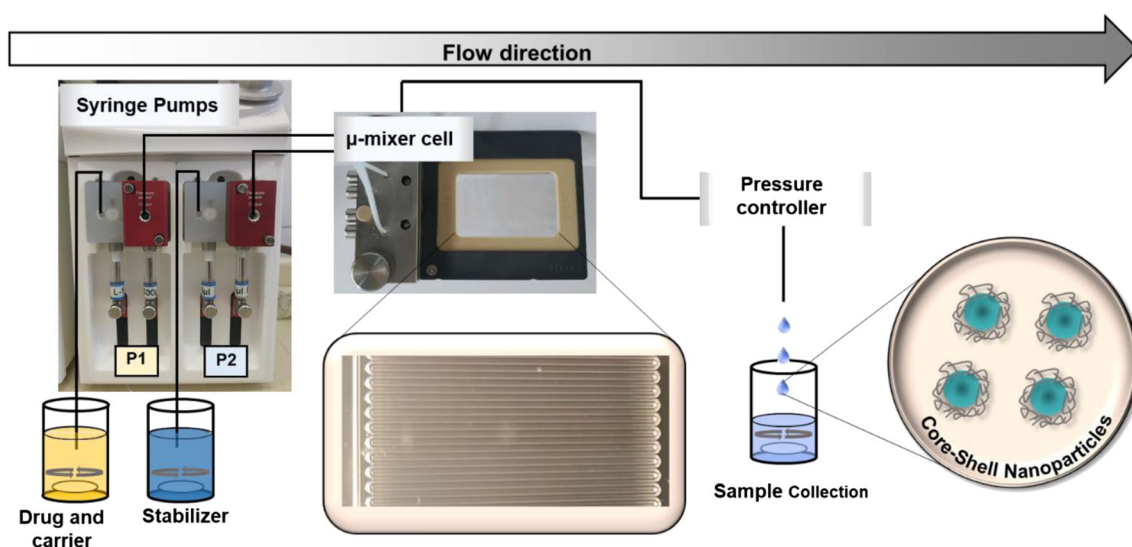 Flow direction
Syringe Pumps
µ-mixer cell
Pressure
controller
P1
P2
Drug and
carrier
Stabilizer
Sample Collection
Core-Shell Nanoparticles